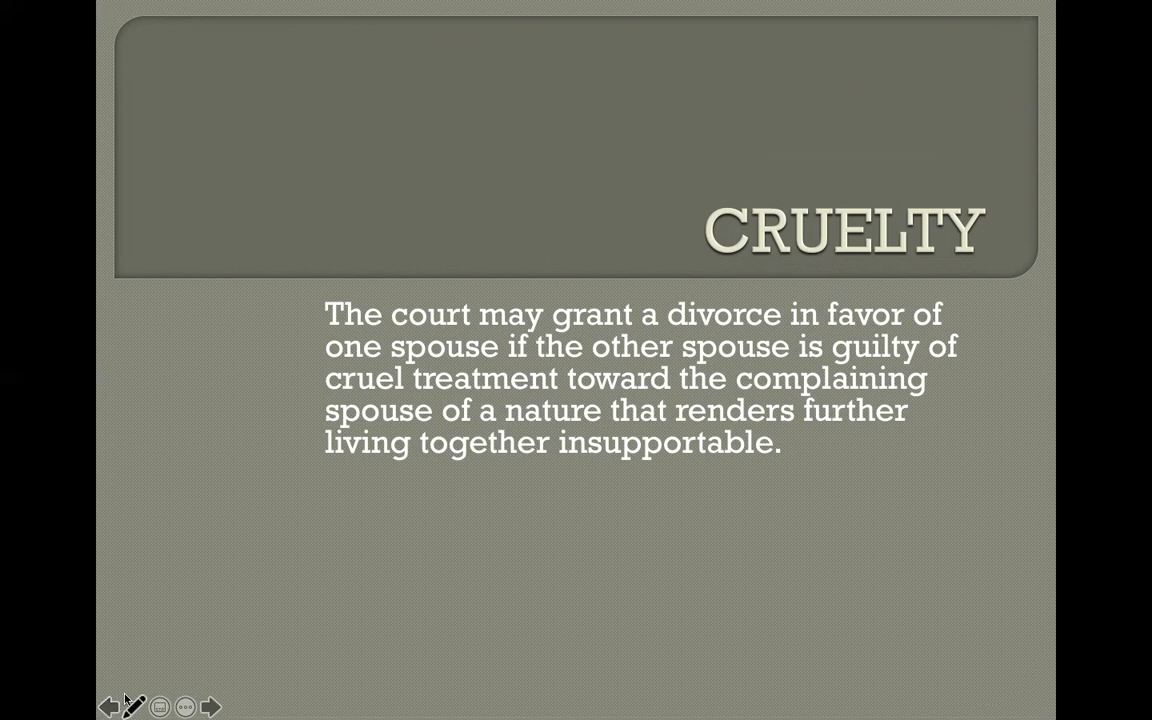 CRUELTY
The court may grant a divorce in favor of
one spouse if the other spouse is guilty of
cruel treatment toward the complaining
spouse of a nature that renders further
living together insupportable.